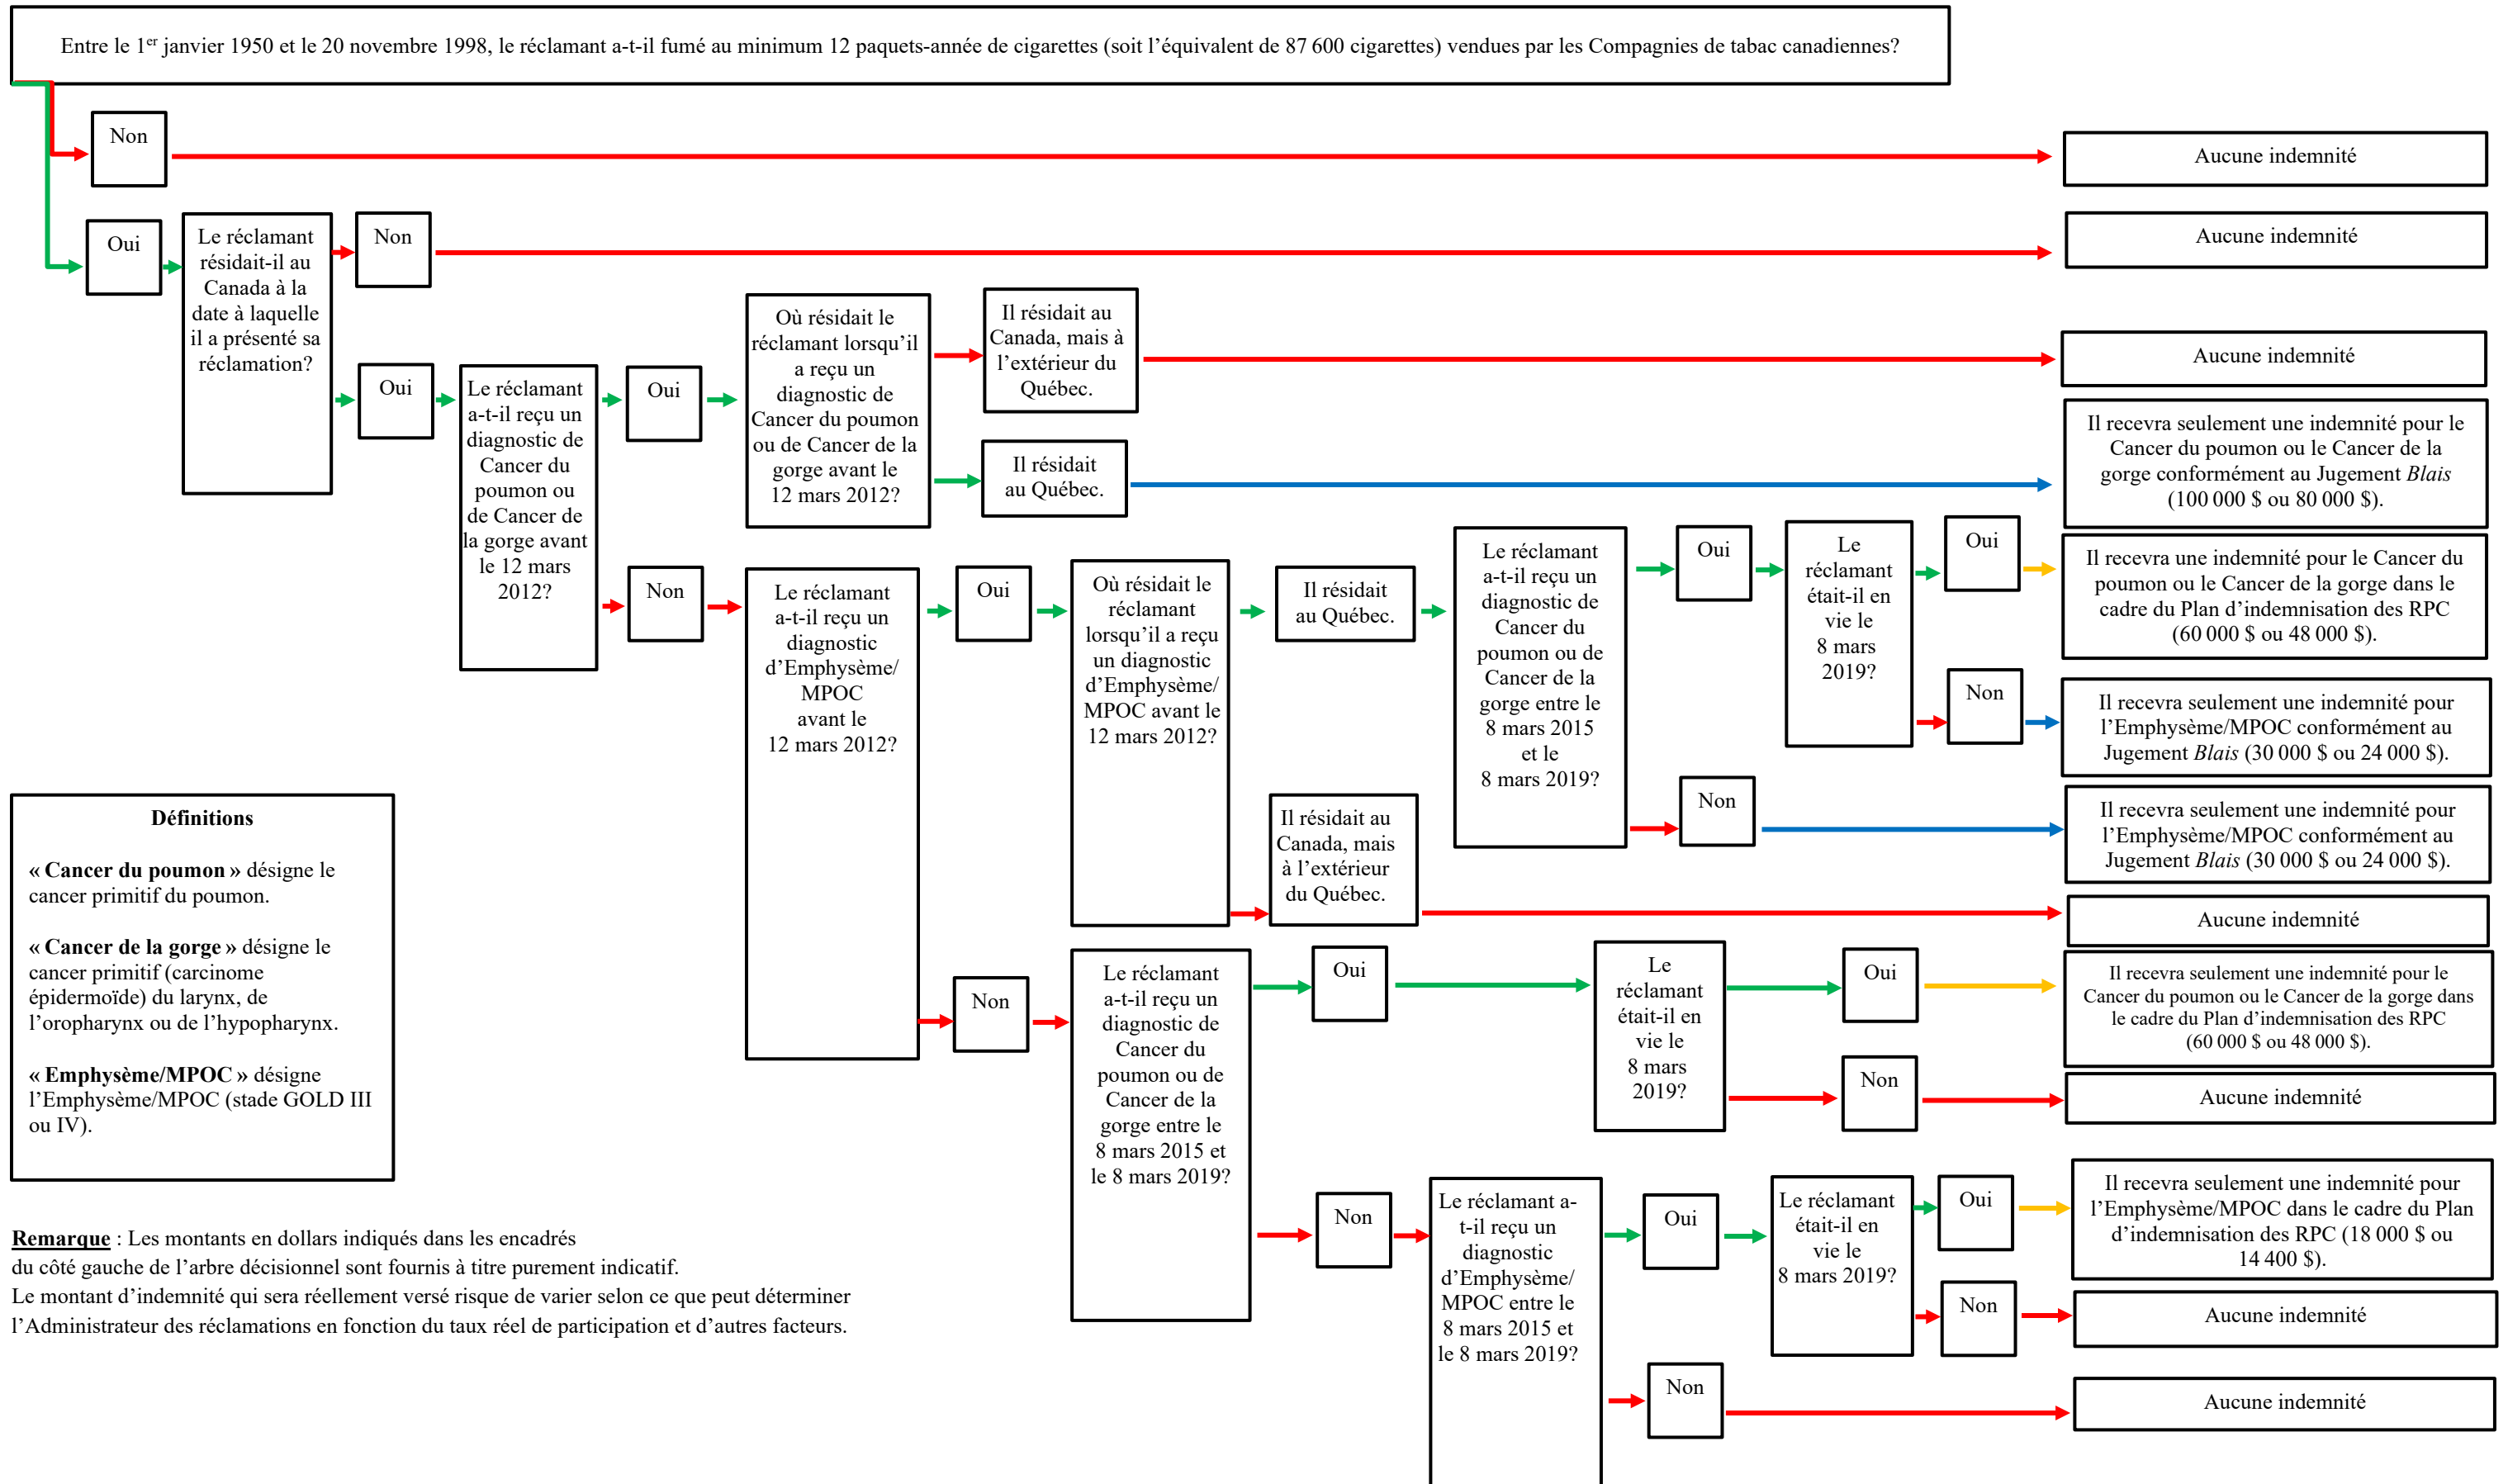 Entre le 1er janvier 1950 et le 20 novembre 1998, le réclamant a-t-il fumé au minimum 12 paquets-année de cigarettes (soit l’équivalent de 87 600 cigarettes) vendues par les Compagnies de tabac canadiennes?
Non
Aucune indemnité
Oui
Le réclamant
résidait-il au
Canada à la
date à laquelle
il a présenté sa
réclamation?
Non
Aucune indemnité
Oui
Le réclamant
a-t-il reçu un
diagnostic de
Cancer du
poumon ou
de Cancer de
la gorge avant
le 12 mars
2012?
Oui
Où résidait le
réclamant lorsqu’il
a reçu un
diagnostic de
Cancer du poumon
ou de Cancer de la
gorge avant le
12 mars 2012?
Il résidait au
Canada, mais à
l’extérieur du
Québec.
Aucune indemnité
Il résidait
au Québec.
Il recevra seulement une indemnité pour le
Cancer du poumon ou le Cancer de la
gorge conformément au Jugement Blais
(100 000 $ ou 80 000 $).
Non
Le réclamant
a-t-il reçu un
diagnostic
d’Emphysème/
MPOC
avant le
12 mars 2012?
Oui
Où résidait le
réclamant
lorsqu’il a reçu
un diagnostic
d’Emphysème/
MPOC avant le
12 mars 2012?
Il résidait
au Québec.
Le réclamant
a-t-il reçu un
diagnostic de
Cancer du
poumon ou de
Cancer de la
gorge entre le
8 mars 2015
et le
8 mars 2019?
Oui
Le
réclamant
était-il en
vie le
8 mars
2019?
Oui
Il recevra une indemnité pour le Cancer du
poumon ou le Cancer de la gorge dans le
cadre du Plan d’indemnisation des RPC
(60 000 $ ou 48 000 $).
Non
Il recevra seulement une indemnité pour
l’Emphysème/MPOC conformément au
Jugement Blais (30 000 $ ou 24 000 $).
Non
Il recevra seulement une indemnité pour
l’Emphysème/MPOC conformément au
Jugement Blais (30 000 $ ou 24 000 $).
Il résidait au
Canada, mais
à l’extérieur
du Québec.
Aucune indemnité
Non
Le réclamant
a-t-il reçu un
diagnostic de
Cancer du
poumon ou de
Cancer de la
gorge entre le
8 mars 2015 et
le 8 mars 2019?
Oui
Le
réclamant
était-il en
vie le
8 mars
2019?
Oui
Il recevra seulement une indemnité pour le
Cancer du poumon ou le Cancer de la gorge dans
le cadre du Plan d’indemnisation des RPC
(60 000 $ ou 48 000 $).
Non
Aucune indemnité
Non
Le réclamant a-
t-il reçu un
diagnostic
d’Emphysème/
MPOC entre le
8 mars 2015 et
le 8 mars 2019?
Oui
Le réclamant
était-il en
vie le
8 mars 2019?
Oui
Il recevra seulement une indemnité pour
l’Emphysème/MPOC dans le cadre du Plan
d’indemnisation des RPC (18 000 $ ou
14 400 $).
Non
Aucune indemnité
Non
Aucune indemnité
Définitions
« Cancer du poumon » désigne le
cancer primitif du poumon.
« Cancer de la gorge » désigne le
cancer primitif (carcinome
épidermoïde) du larynx, de
l’oropharynx ou de l’hypopharynx.
« Emphysème/MPOC » désigne
l’Emphysème/MPOC (stade GOLD III
ou IV).
Remarque : Les montants en dollars indiqués dans les encadrés
du côté gauche de l’arbre décisionnel sont fournis à titre purement indicatif.
Le montant d’indemnité qui sera réellement versé risque de varier selon ce que peut déterminer
l’Administrateur des réclamations en fonction du taux réel de participation et d’autres facteurs.